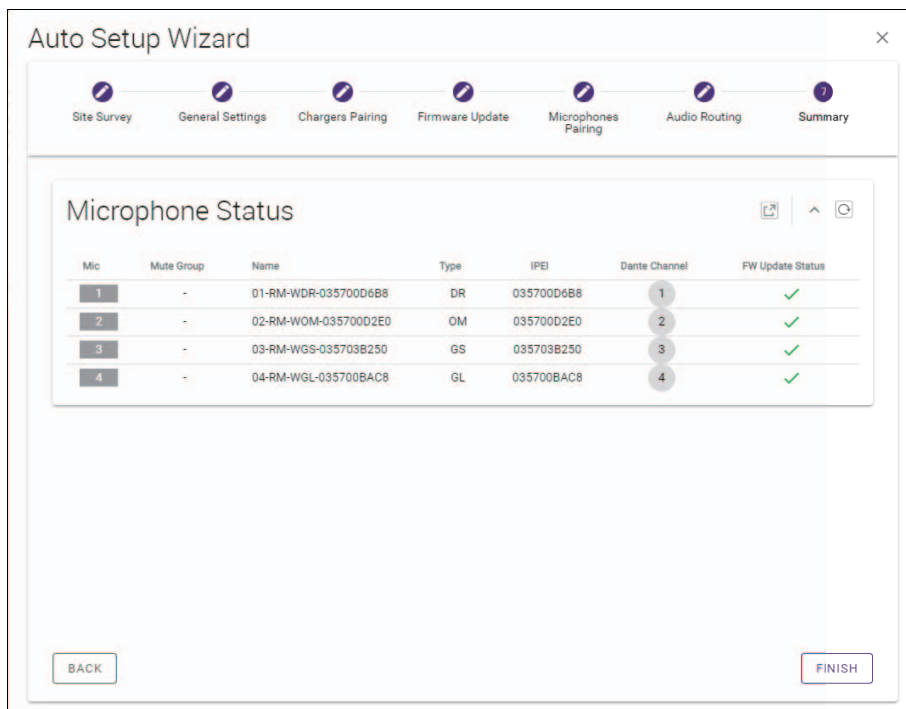 Auto Setup Wizard
7
Site Survey General Settings Chargers Pairing Firmware Update Microphones Pairing Audio Routing Summary
Microphone Status
Mic Mute Group Name Type IPEI Dante Channel FW Update Status
1 - 01-RM-WDR-035700D6B8 DR 035700D6B8 1
2 - 02-RM-WOM-035700D2E0 OM 035700D2E0 2
3 - 03-RM-WGS-035703B250 GS 035703B250 3
4 - 04-RM-WGL-035700BAC8 GL 035700BAC8 4
BACK FINISH